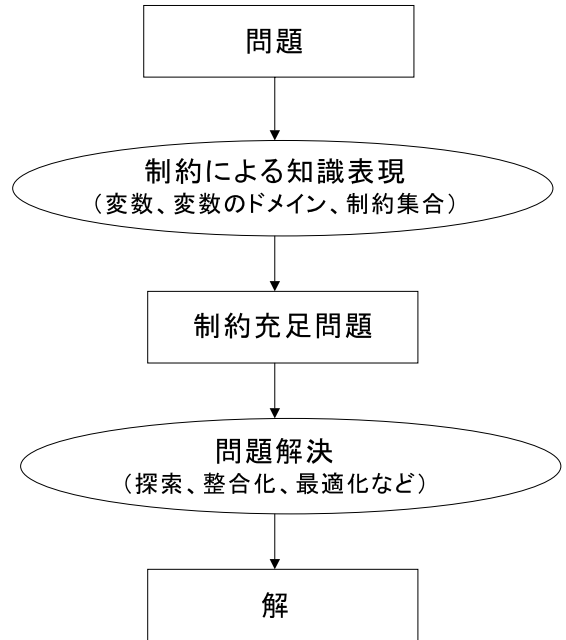 問題
制約による知識表現
（変数、変数のドメイン、制約集合）
制約充足問題
問題解決
（探索、整合化、最適化など）
解